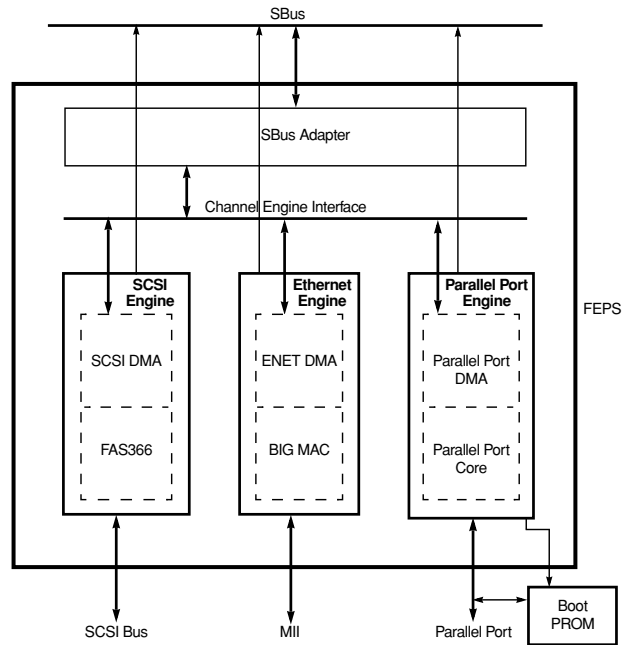 SBus
SBus Adapter
Channel Engine Interface
SCSI
Engine
Ethernet
Engine
Parallel Port
Engine
FEPS
SCSI DMA
ENET DMA
Parallel Port
DMA
FAS366
BIG MAC
Parallel Port
Core
Boot
PROM
SCSI Bus
MII
Parallel Port